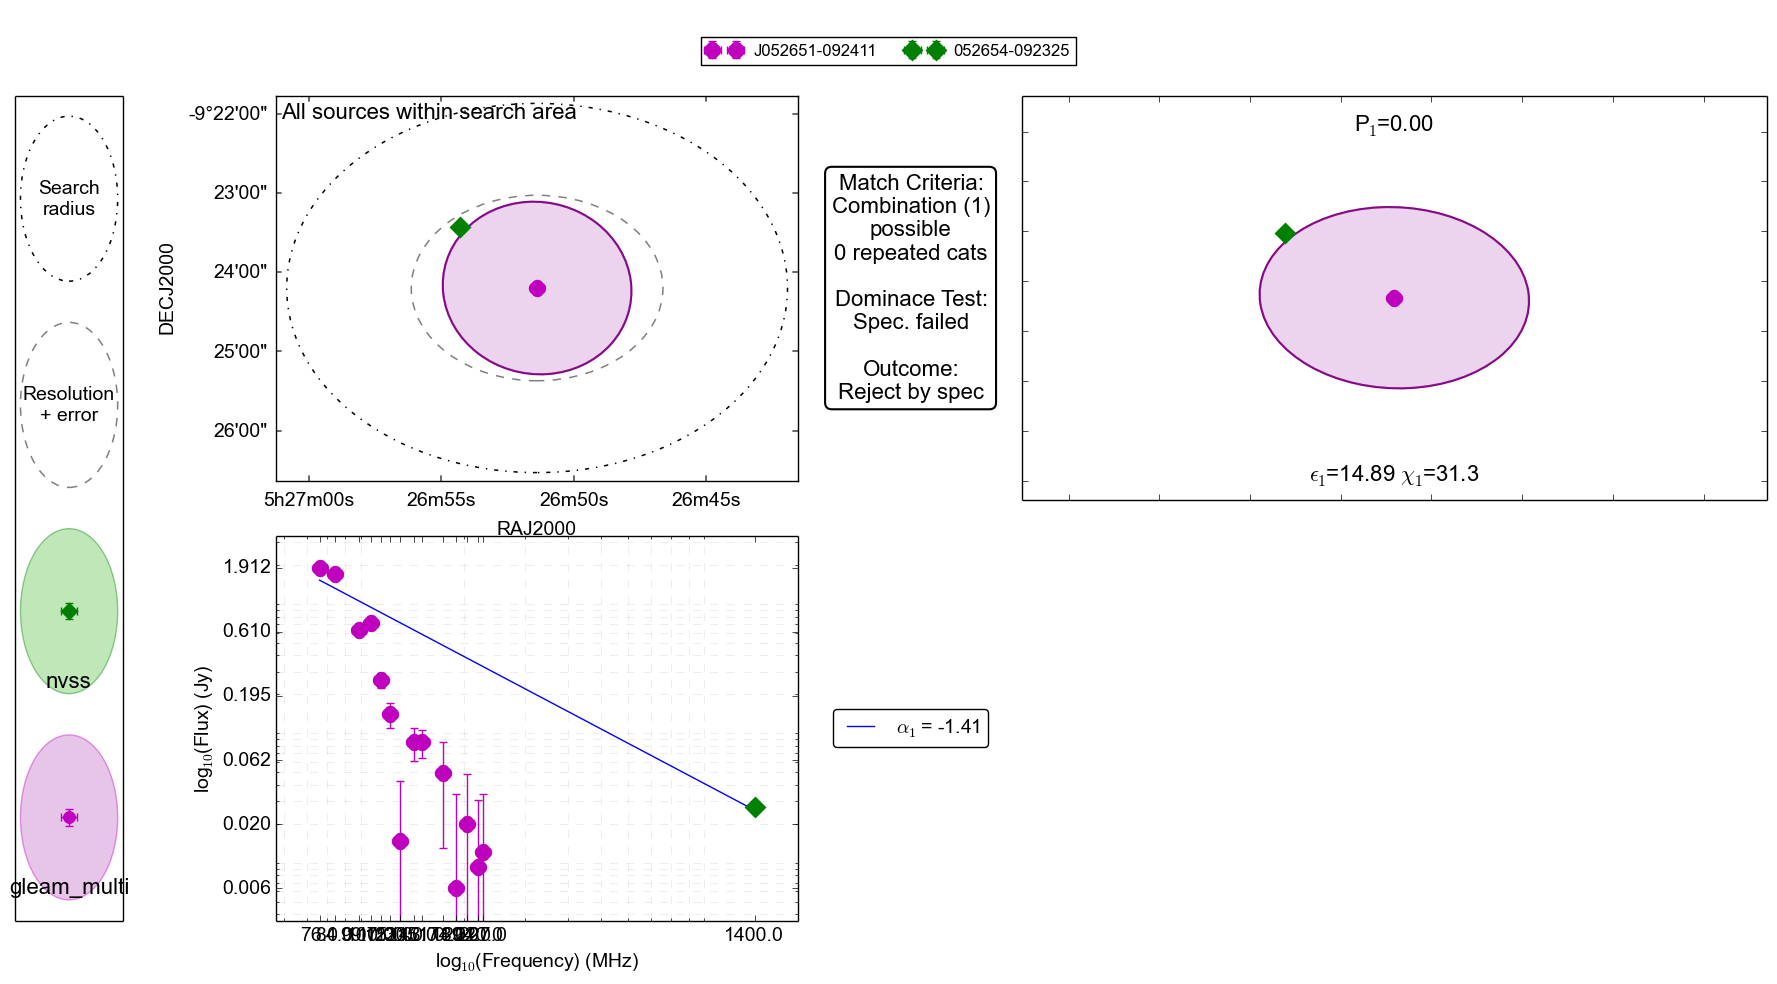 J052651-092411 052654-092325
Search
radius
Resolution
+ error
nvss
gleam_multi
All sources within search area
-9°22'00"
23'00"
24'00"
25'00"
26'00"
DECJ2000
5h27m00s 26m55s 26m50s 26m45s
RAJ2000
Match Criteria:
Combination (1)
possible
0 repeated cats
Dominace Test:
Spec. failed
Outcome:
Reject by spec
P₁=0.00
ϵ₁=14.89 χ₁=31.3
1.912
0.610
0.195
0.062
0.020
0.006
log₁₀(Flux) (Jy)
1400.0
log₁₀(Frequency) (MHz)
α₁ = -1.41